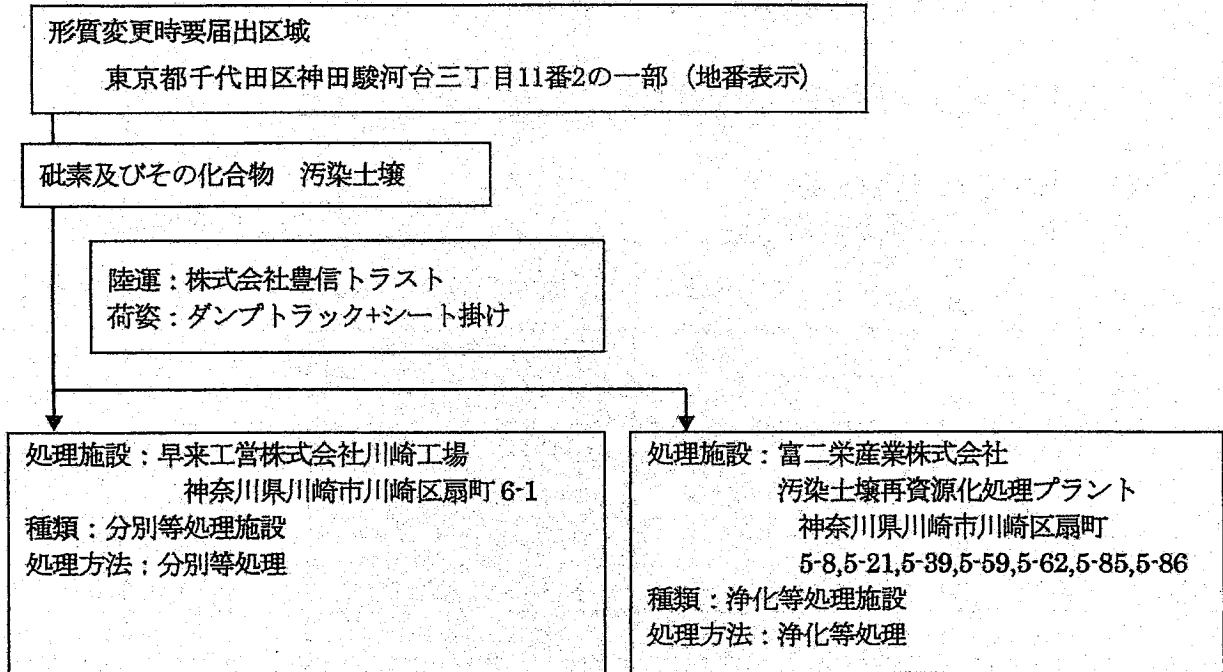 形質変更時要届出区域
東京都千代田区神田駿河台三丁目11番2の一部（地番表示）
砒素及びその化合物　汚染土壌
陸運：株式会社豊信トラスト
荷姿：ダンプトラック+シート掛け
処理施設：早来工営株式会社川崎工場
神奈川県川崎市川崎区扇町 6-1
種類：分別等処理施設
処理方法：分別等処理
処理施設：富二栄産業株式会社
汚染土壌再資源化処理プラント
神奈川県川崎市川崎区扇町
5-8,5-21,5-39,5-59,5-62,5-85,5-86
種類：浄化等処理施設
処理方法：浄化等処理